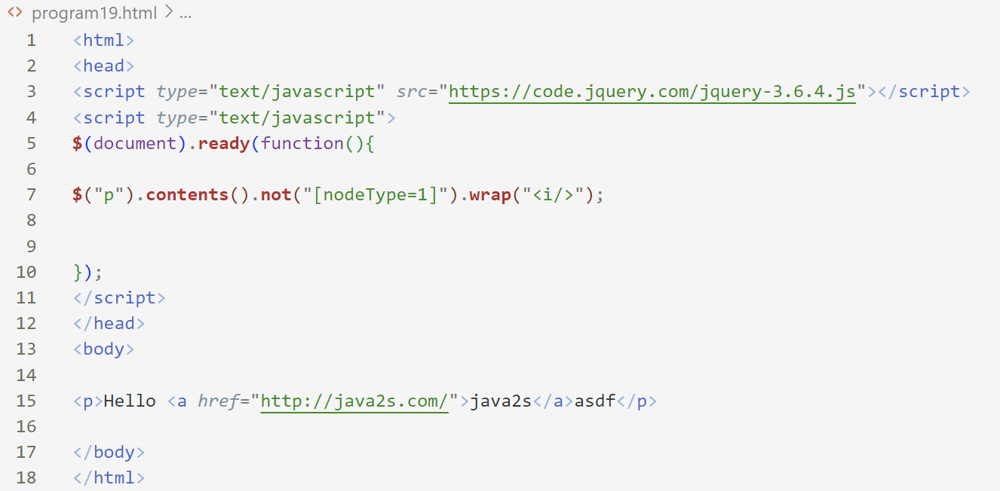 program19.html > ...
1 <html>
2 <head>
3 <script type="text/javascript" src="https://code.jquery.com/jquery-3.6.4.js"></script>
4 <script type="text/javascript">
5 $(document).ready(function(){
6
7 $("p").contents().not("[nodeType=1]").wrap("<i/>");
8
9
10 });
11 </script>
12 </head>
13 <body>
14
15 <p>Hello <a href="http://java2s.com/">java2s</a>asdf</p>
16
17 </body>
18 </html>